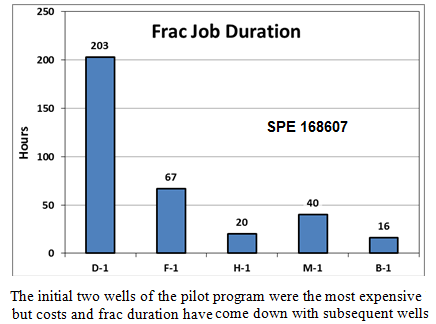 Frac Job Duration
250
200
150
100
50
0
Hours
203
67
20
40
16
SPE 168607
D-1 F-1 H-1 M-1 B-1
The initial two wells of the pilot program were the most expensive
but costs and frac duration have come down with subsequent wells